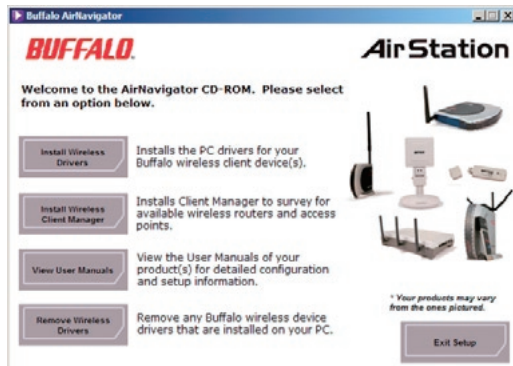 Buffalo AirNavigator
BUFFALO.
AirStation
Welcome to the AirNavigator CD-ROM.  Please select
from an option below.
Install Wireless
Drivers
Installs the PC drivers for your
Buffalo wireless client device(s).
Install Wireless
Client Manager
Installs Client Manager to survey for
available wireless routers and access
points.
View User Manuals
View the User Manuals of your
product(s) for detailed configuration
and setup information.
Remove Wireless
Drivers
Remove any Buffalo wireless device
drivers that are installed on your PC.
* Your products may vary
from the ones pictured.
Exit Setup